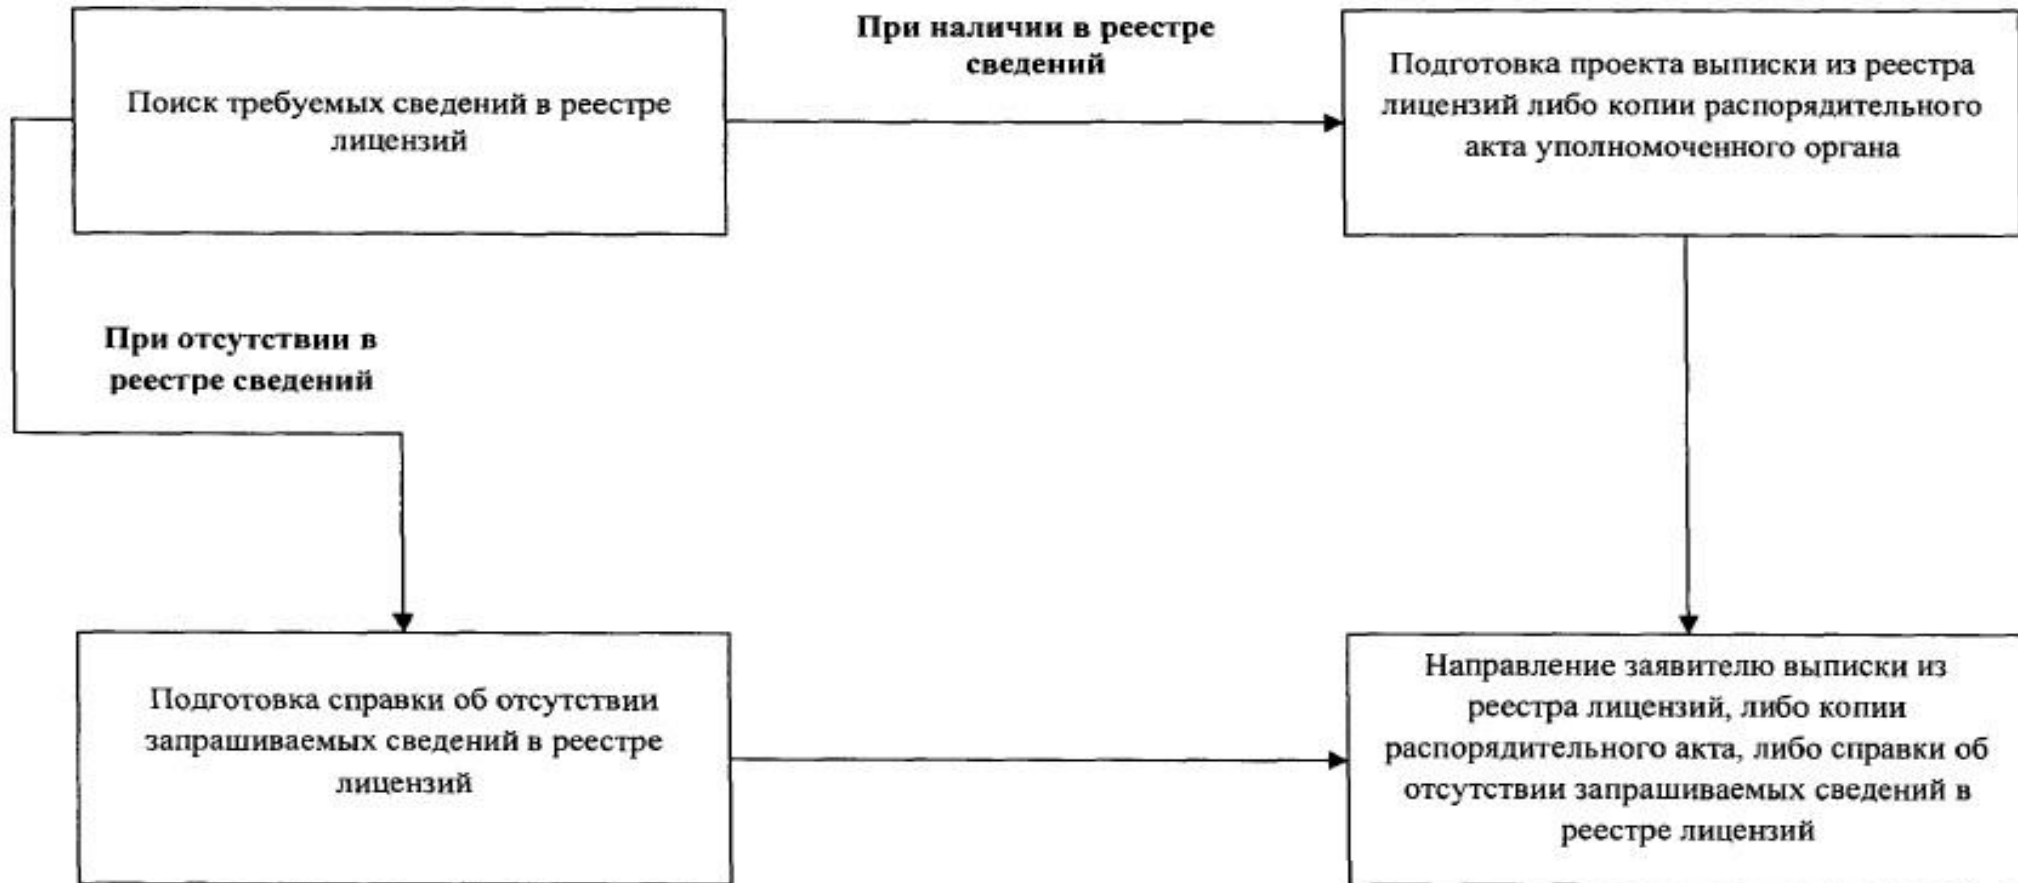 Поиск требуемых сведений в реестре
лицензий
При наличии в реестре
сведений
Подготовка проекта выписки из реестра
лицензий либо копии распорядительного
акта уполномоченного органа
При отсутствии в
реестре сведений
Подготовка справки об отсутствии
запрашиваемых сведений в реестре
лицензий
Направление заявителю выписки из
реестра лицензий, либо копии
распорядительного акта, либо справки об
отсутствии запрашиваемых сведений в
реестре лицензий